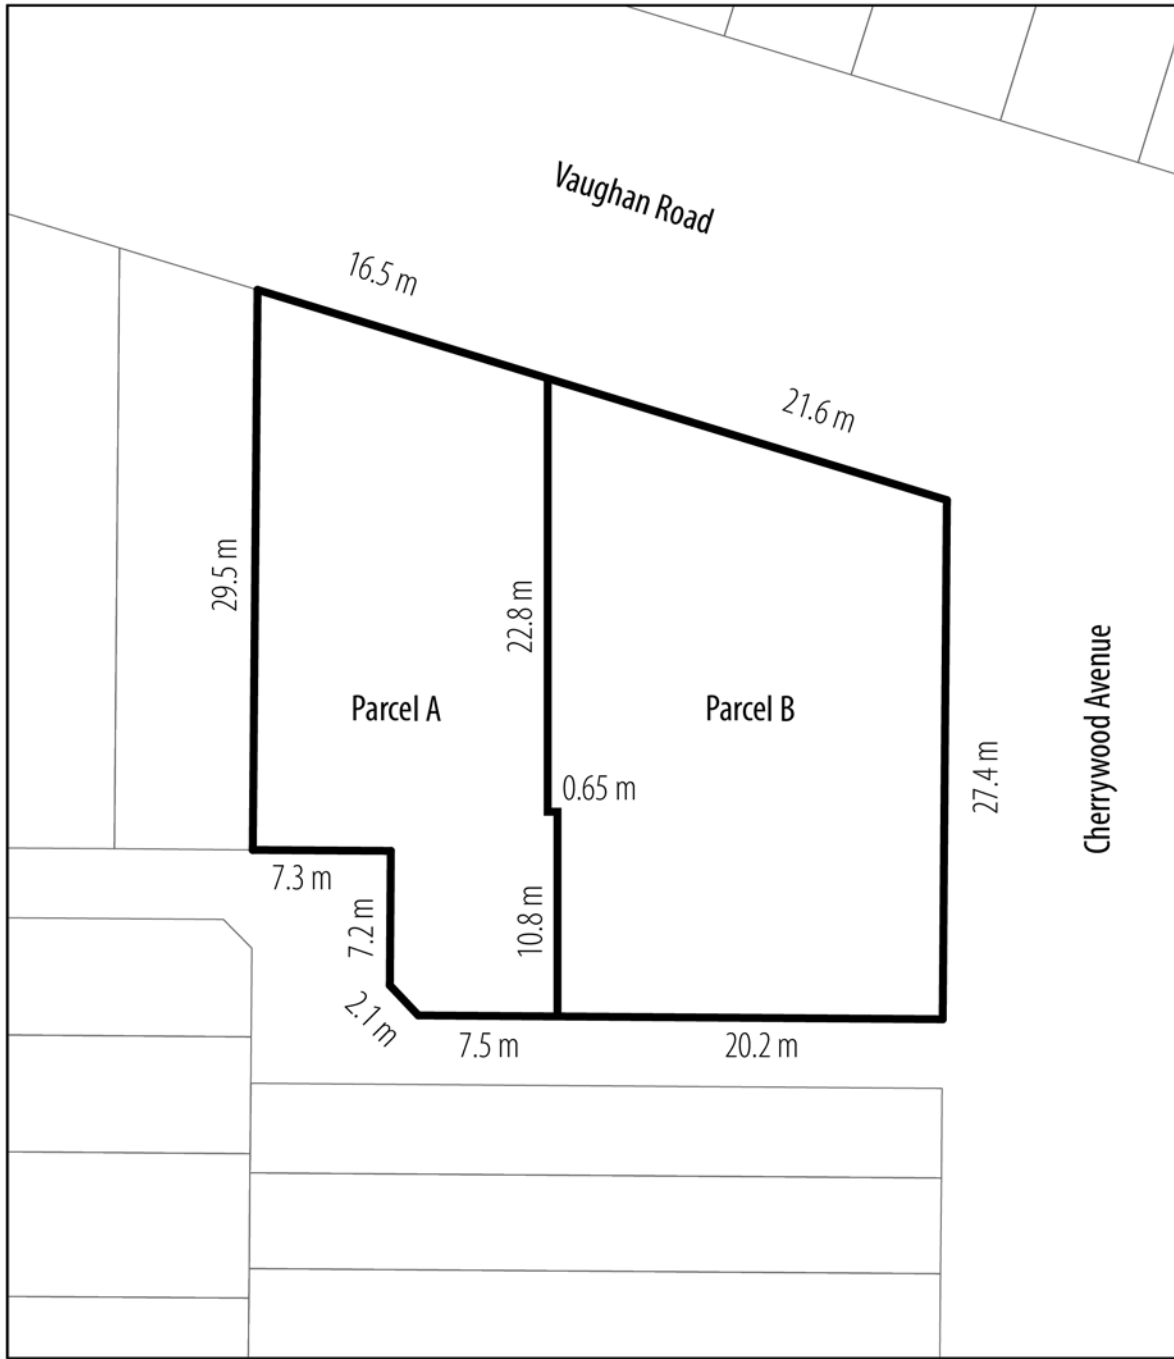 Vaughan Road
16.5 m
21.6 m
29.5 m
22.8 m
Parcel A
Parcel B
Cherrywood Avenue
0.65 m
27.4 m
7.3 m
7.2 m
10.8 m
2.1 m
7.5 m
20.2 m